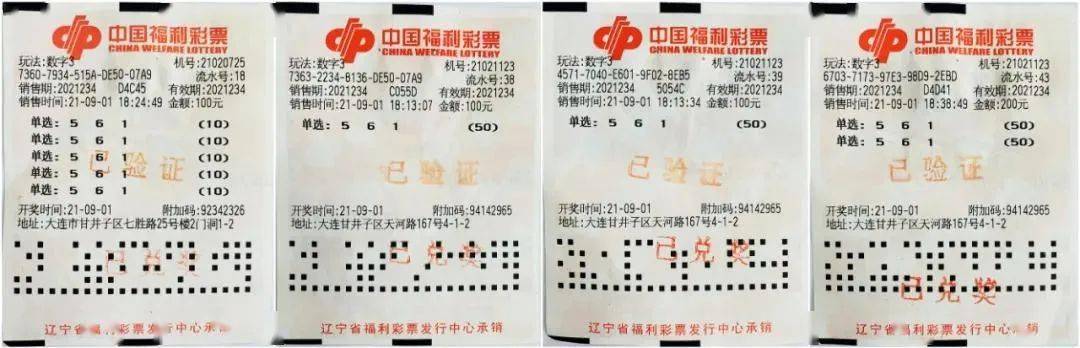 中国福利彩票
CHINA WELFARE LOTTERY
玩法:数字3 机号:21020725
7360-7934-515A-DE50-07A9 流水号:18
销售期:2021234 D4C45 有效期:2021234
销售时间:21-09-01 18:24:49 金额:100元
单选: 5 6 1 (10)
单选: 5 6 1 (10)
单选: 5 6 1 (10)
单选: 5 6 1 (10)
单选: 5 6 1 (10)
已验证
开奖时间:21-09-01 附加码:92342326
地址:大连市甘井子区七胜路25号楼2门洞1-2
已兑奖
辽宁省福利彩票发行中心承销
中国福利彩票
CHINA WELFARE LOTTERY
玩法:数字3 机号:21021123
7363-2234-8136-DE50-07A9 流水号:38
销售期:2021234 C055D 有效期:2021234
销售时间:21-09-01 18:13:07 金额:100元
单选: 5 6 1 (50)
已验证
开奖时间:21-09-01 附加码:94142965
地址:大连甘井子区天河路167号4-1-2
已兑奖
辽宁省福利彩票发行中心承销
中国福利彩票
CHINA WELFARE LOTTERY
玩法:数字3 机号:21021123
4571-7040-E601-9F02-8EB5 流水号:39
销售期:2021234 5054C 有效期:2021234
销售时间:21-09-01 18:13:34 金额:100元
单选: 5 6 1 (50)
已验证
开奖时间:21-09-01 附加码:94142965
地址:大连甘井子区天河路167号4-1-2
已兑奖
辽宁省福利彩票发行中心承销
中国福利彩票
CHINA WELFARE LOTTERY
玩法:数字3 机号:21021123
6703-7173-97E3-98D9-2EBD 流水号:43
销售期:2021234 D4D41 有效期:2021234
销售时间:21-09-01 18:38:49 金额:200元
单选: 5 6 1 (50)
单选: 5 6 1 (50)
已验证
开奖时间:21-09-01 附加码:94142965
地址:大连甘井子区天河路167号4-1-2
已兑奖
辽宁省福利彩票发行中心承销